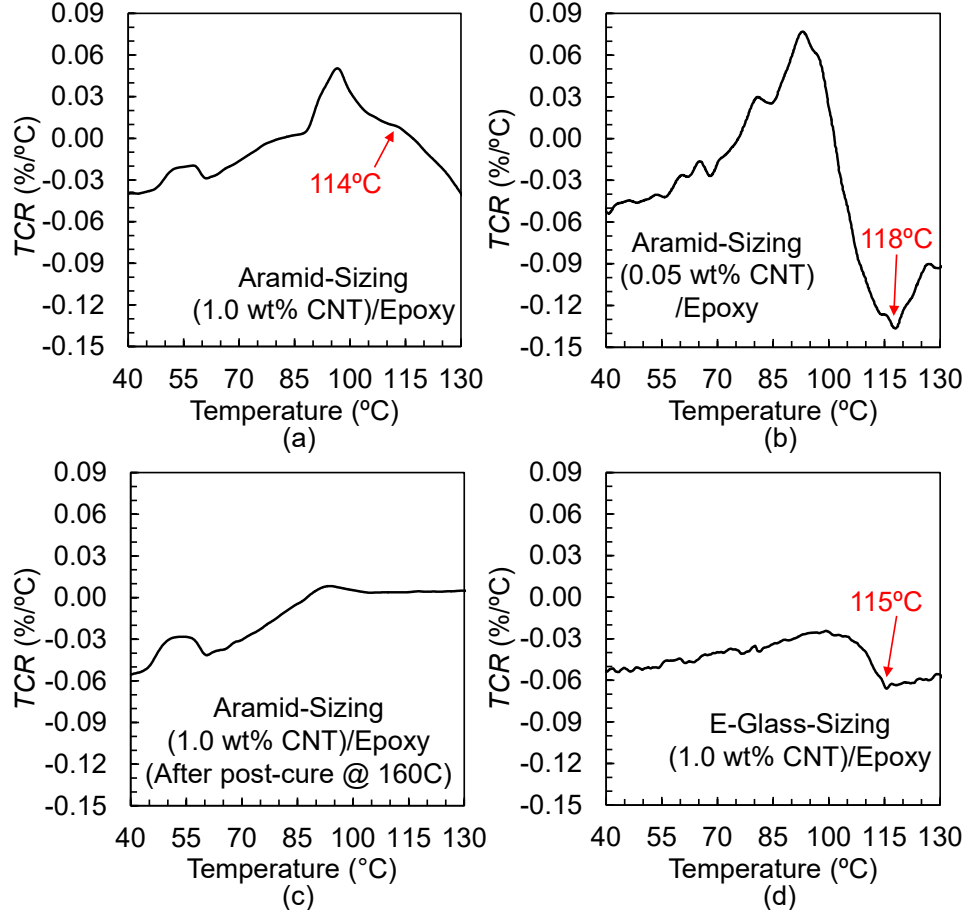 0.09
0.06
0.03
0.00
-0.03
-0.06
-0.09
-0.12
-0.15
TCR (%/ºC)
114ºC
Aramid-Sizing
(1.0 wt% CNT)/Epoxy
40 55 70 85 100 115 130
Temperature (ºC)
(a)
0.09
0.06
0.03
0.00
-0.03
-0.06
-0.09
-0.12
-0.15
TCR (%/ºC)
118ºC
Aramid-Sizing
(0.05 wt% CNT)
/Epoxy
40 55 70 85 100 115 130
Temperature (ºC)
(b)
0.09
0.06
0.03
0.00
-0.03
-0.06
-0.09
-0.12
-0.15
TCR (%/ºC)
Aramid-Sizing
(1.0 wt% CNT)/Epoxy
(After post-cure @ 160C)
40 55 70 85 100 115 130
Temperature (°C)
(c)
0.09
0.06
0.03
0.00
-0.03
-0.06
-0.09
-0.12
-0.15
TCR (%/ºC)
115ºC
E-Glass-Sizing
(1.0 wt% CNT)/Epoxy
40 55 70 85 100 115 130
Temperature (ºC)
(d)